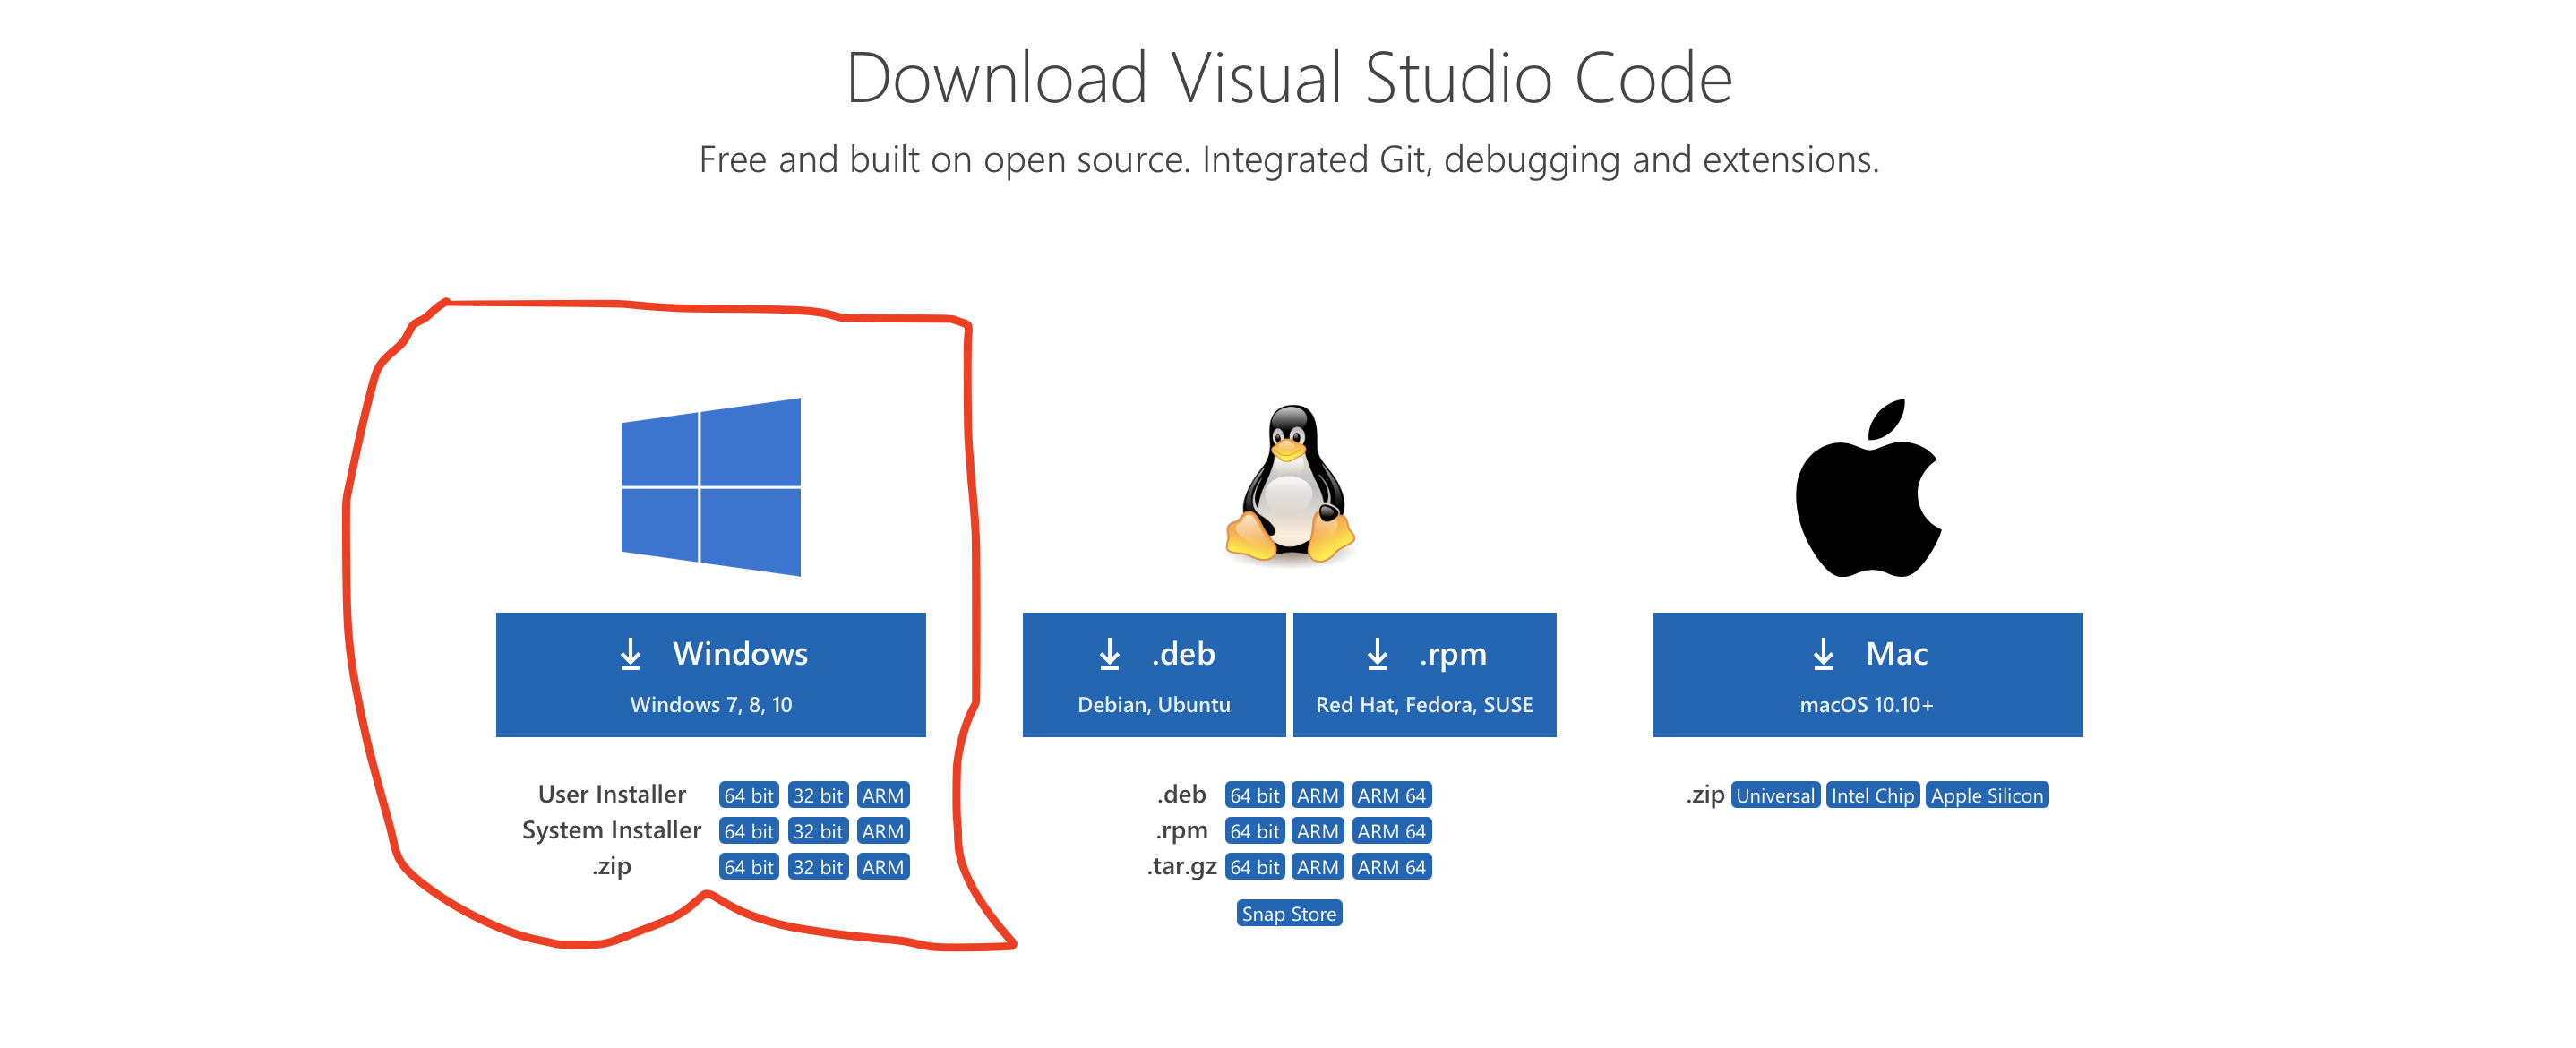 Download Visual Studio Code
Free and built on open source. Integrated Git, debugging and extensions.
Windows
Windows 7, 8, 10
User Installer 64 bit 32 bit ARM
System Installer 64 bit 32 bit ARM
.zip 64 bit 32 bit ARM
.deb
Debian, Ubuntu
.rpm
Red Hat, Fedora, SUSE
.deb 64 bit ARM ARM 64
.rpm 64 bit ARM ARM 64
.tar.gz 64 bit ARM ARM 64
Snap Store
Mac
macOS 10.10+
.zip Universal Intel Chip Apple Silicon